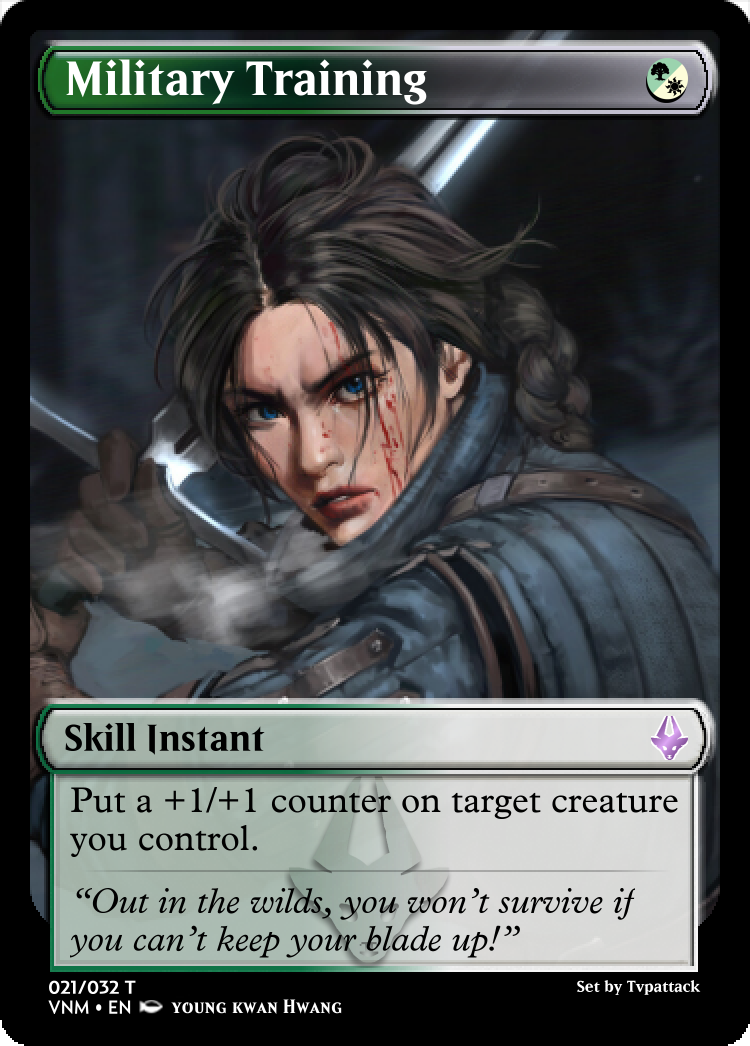 Military Training
Skill Instant
Put a +1/+1 counter on target creature
you control.
“Out in the wilds, you won’t survive if
you can’t keep your blade up!”
021/032 T
Set by Tvpattack
VNM • EN YOUNG KWAN HWANG